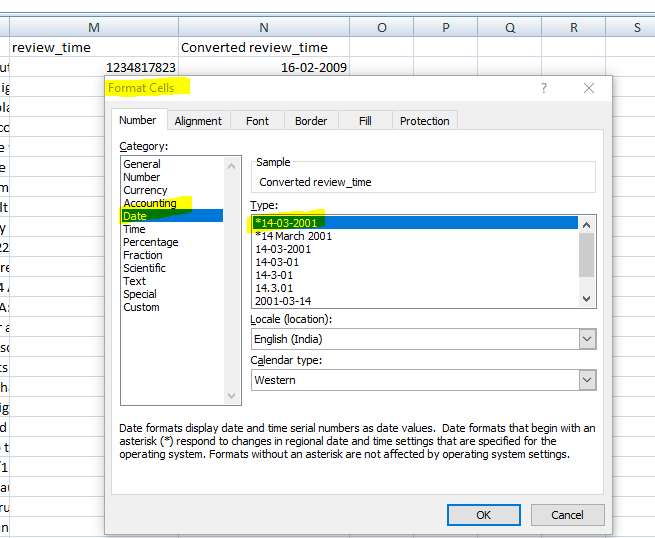 M N O P Q R S
review_time Converted review_time
1234817823 16-02-2009
Format Cells ?
Number Alignment Font Border Fill Protection
Category:
General
Number
Currency
Accounting
Date
Time
Percentage
Fraction
Scientific
Text
Special
Custom
Sample
Converted review_time
Type:
*14-03-2001
*14 March 2001
14-03-2001
14-03-01
14-3-01
14.3.01
2001-03-14
Locale (location):
English (India)
Calendar type:
Western
Date formats display date and time serial numbers as date values. Date formats that begin with an
asterisk (*) respond to changes in regional date and time settings that are specified for the
operating system. Formats without an asterisk are not affected by operating system settings.
OK Cancel